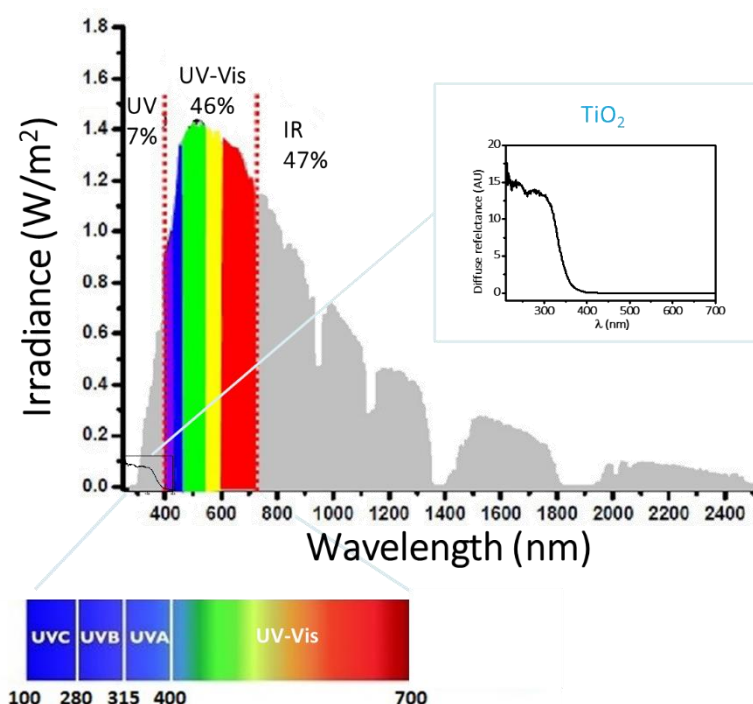 Irradiance (W/m²)
1.8
1.6
1.4
1.2
1.0
0.8
0.6
0.4
0.2
0.0
UV
7%
UV-Vis
46%
IR
47%
400 600 800 1000 1200 1400 1600 1800 2000 2200 2400
Wavelength (nm)
TiO₂
Diffuse refelctance (AU)
20
15
10
5
0
300 400 500 600 700
λ (nm)
UVC UVB UVA UV-Vis
100 280 315 400 700